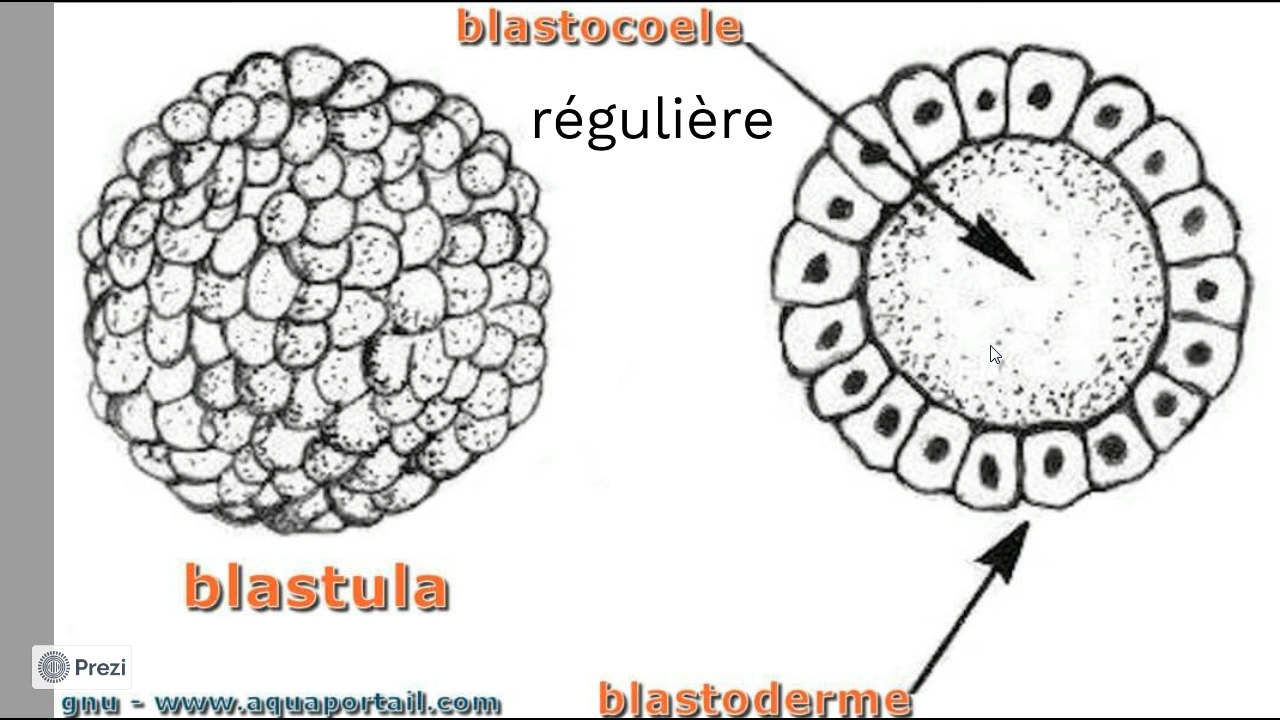 blastocoele
régulière
blastula
Prezi
gnu - www.aquaportail.com
blastoderme